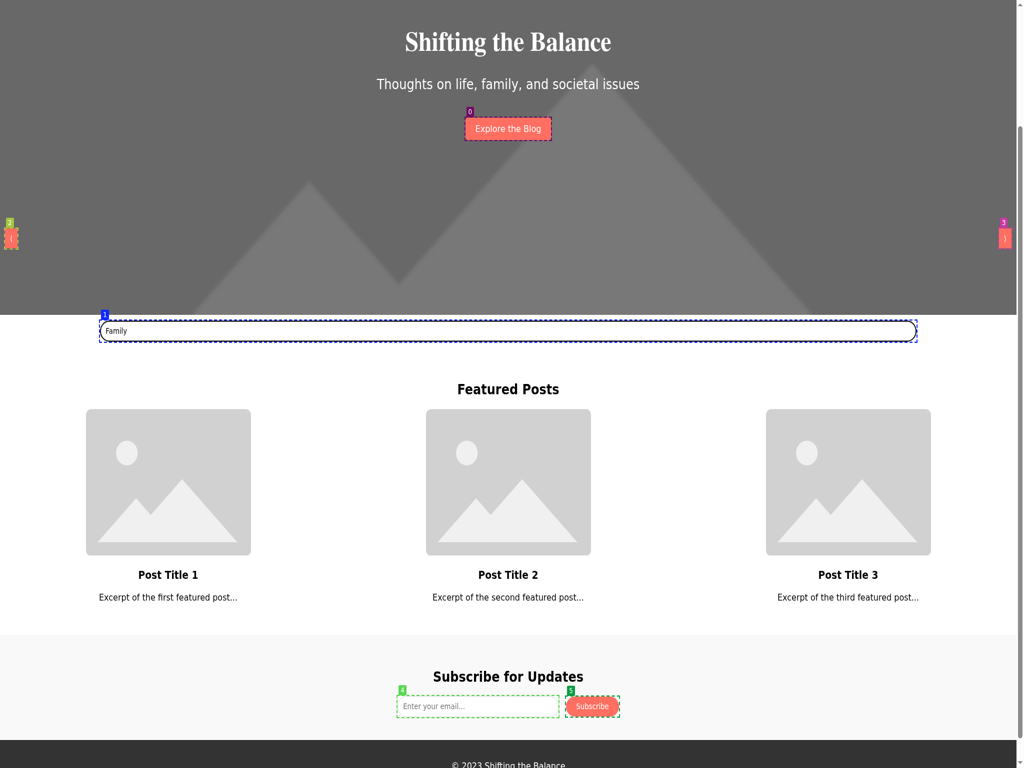 Shifting the Balance
Thoughts on life, family, and societal issues
0
Explore the Blog
2
3
⟨
⟩
1
Family
Featured Posts
Post Title 1
Post Title 2
Post Title 3
Excerpt of the first featured post...
Excerpt of the second featured post...
Excerpt of the third featured post...
Subscribe for Updates
4
5
Enter your email...
Subscribe
© 2023 Shifting the Balance